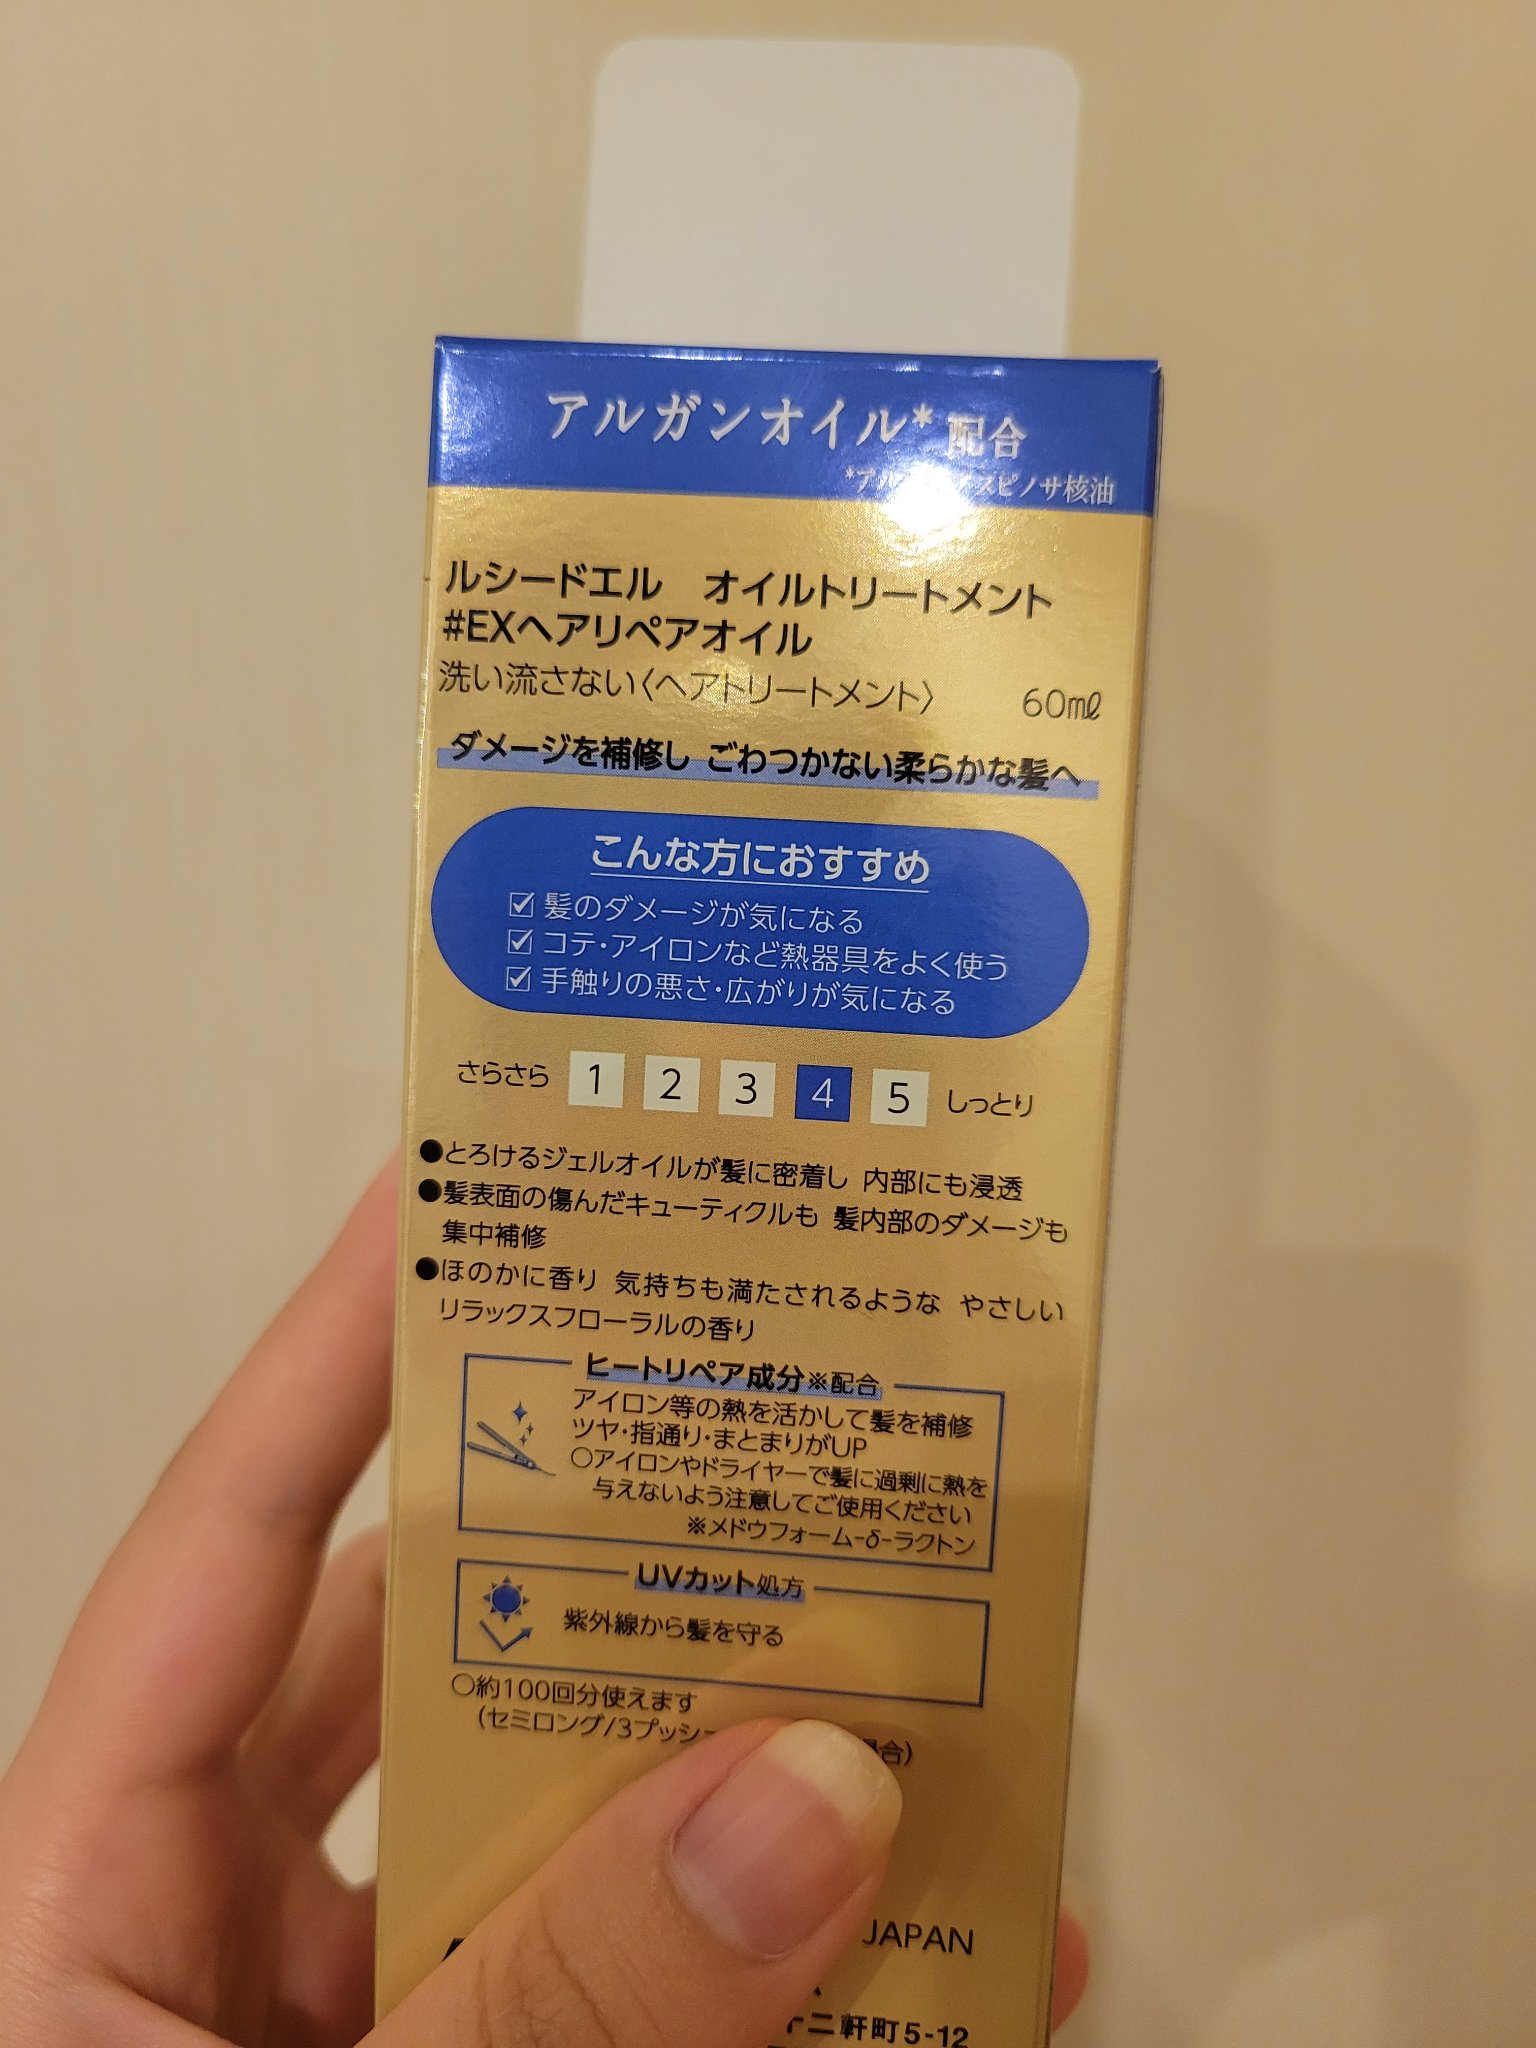 アルガンオイル* 配合
スピノサ核油
ルシードエル オイルトリートメント
#EXヘアリペアオイル
洗い流さない〈ヘアトリートメント〉 60mℓ
ダメージを補修し ごわつかない柔らかな髪へ
こんな方におすすめ
☑ 髪のダメージが気になる
☑ コテ・アイロンなど熱器具をよく使う
☑ 手触りの悪さ・広がりが気になる
さらさら 1 2 3 4 5 しっとり
●とろけるジェルオイルが髪に密着し 内部にも浸透
●髪表面の傷んだキューティクルも 髪内部のダメージも
集中補修
●ほのかに香り 気持ちも満たされるような やさしい
リラックスフローラルの香り
ヒートリペア成分※配合
アイロン等の熱を活かして髪を補修
ツヤ・指通り・まとまりがUP
○アイロンやドライヤーで髪に過剰に熱を
与えないよう注意してご使用ください
※メドウフォーム-δ-ラクトン
UVカット処方
紫外線から髪を守る
○約100回分使えます
(セミロング/3プッシュ 合)
JAPAN
十二軒町5-12